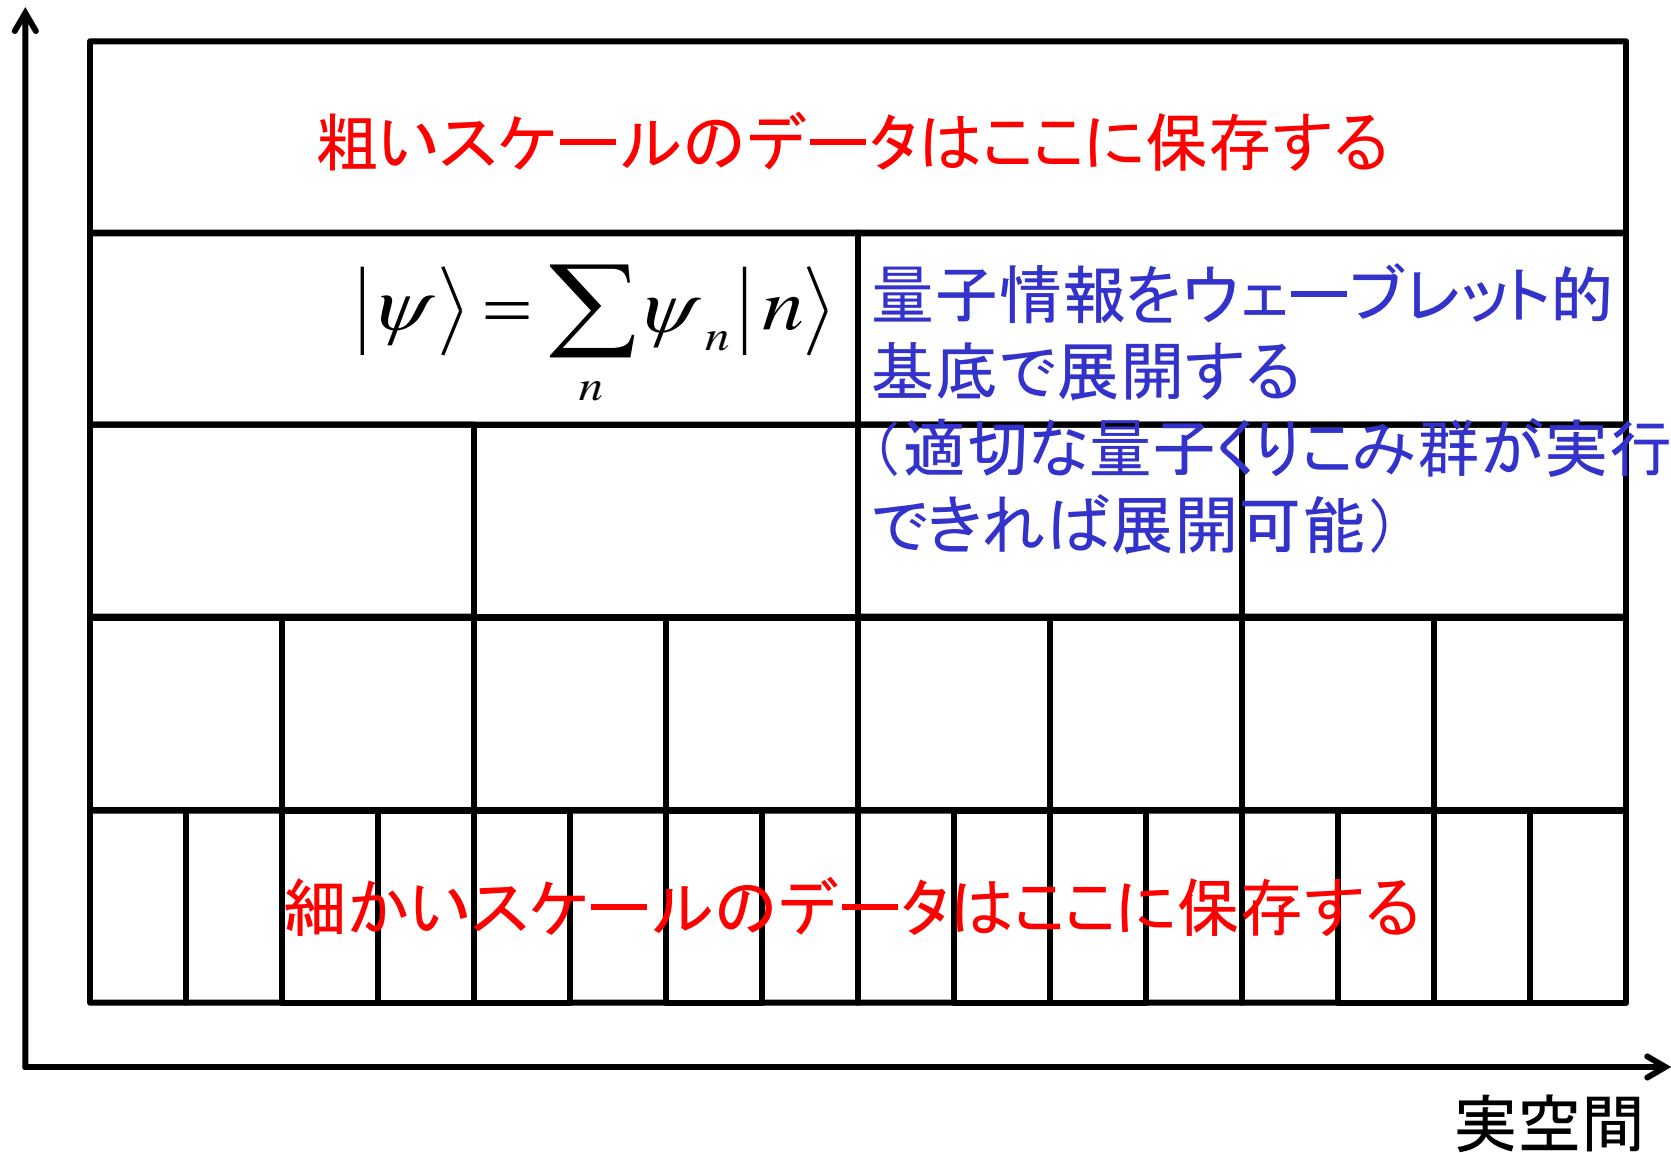 粗いスケールのデータはここに保存する
|ψ⟩ = ∑ₙ ψₙ |n⟩
量子情報をウェーブレット的
基底で展開する
（適切な量子くりこみ群が実行
できれば展開可能）
細かいスケールのデータはここに保存する
実空間